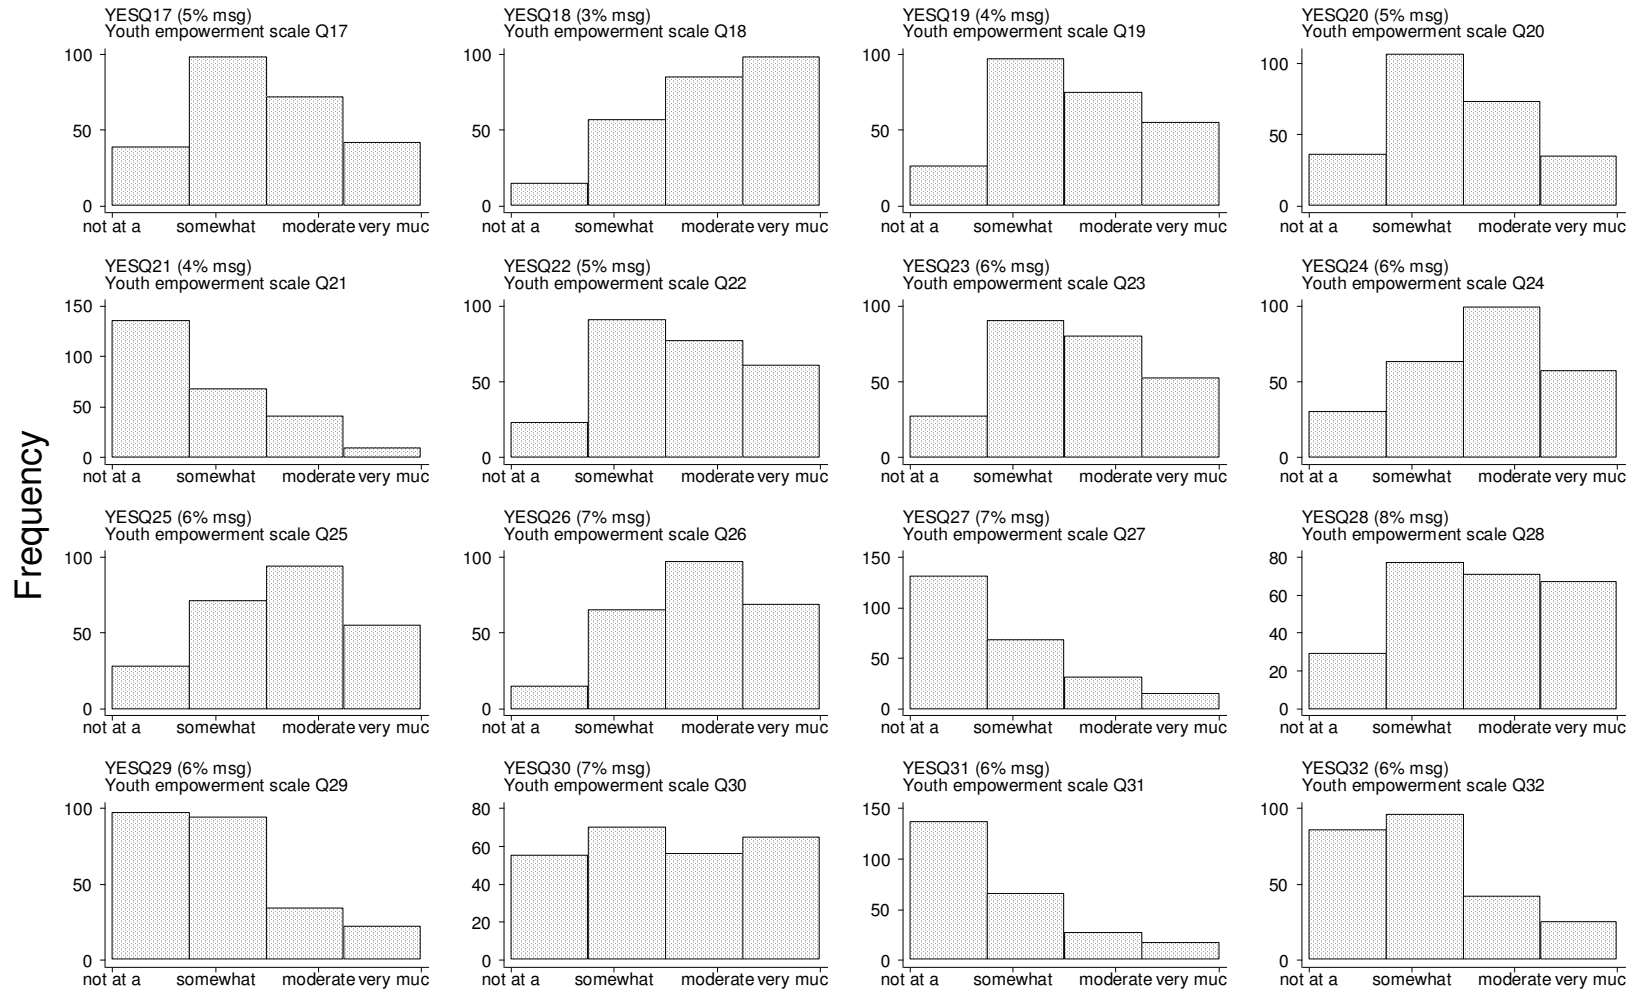 YESQ17 (5% msg)
Youth empowerment scale Q17
100
50
0
not at a somewhat moderate very muc
YESQ18 (3% msg)
Youth empowerment scale Q18
100
50
0
not at a somewhat moderate very muc
YESQ19 (4% msg)
Youth empowerment scale Q19
100
50
0
not at a somewhat moderate very muc
YESQ20 (5% msg)
Youth empowerment scale Q20
100
50
0
not at a somewhat moderate very muc
Frequency
YESQ21 (4% msg)
Youth empowerment scale Q21
150
100
50
0
not at a somewhat moderate very muc
YESQ22 (5% msg)
Youth empowerment scale Q22
100
50
0
not at a somewhat moderate very muc
YESQ23 (6% msg)
Youth empowerment scale Q23
100
50
0
not at a somewhat moderate very muc
YESQ24 (6% msg)
Youth empowerment scale Q24
100
50
0
not at a somewhat moderate very muc
YESQ25 (6% msg)
Youth empowerment scale Q25
100
50
0
not at a somewhat moderate very muc
YESQ26 (7% msg)
Youth empowerment scale Q26
100
50
0
not at a somewhat moderate very muc
YESQ27 (7% msg)
Youth empowerment scale Q27
150
100
50
0
not at a somewhat moderate very muc
YESQ28 (8% msg)
Youth empowerment scale Q28
80
60
40
20
0
not at a somewhat moderate very muc
YESQ29 (6% msg)
Youth empowerment scale Q29
100
50
0
not at a somewhat moderate very muc
YESQ30 (7% msg)
Youth empowerment scale Q30
80
60
40
20
0
not at a somewhat moderate very muc
YESQ31 (6% msg)
Youth empowerment scale Q31
150
100
50
0
not at a somewhat moderate very muc
YESQ32 (6% msg)
Youth empowerment scale Q32
100
50
0
not at a somewhat moderate very muc